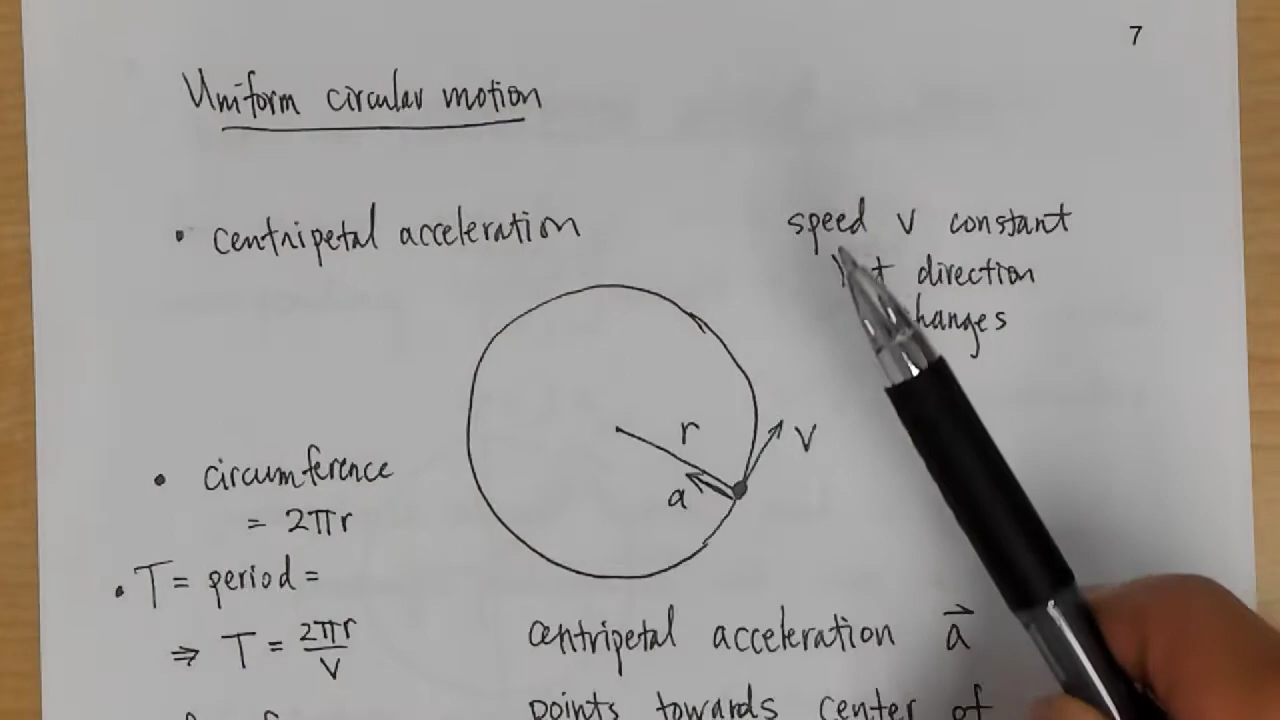 7
Uniform circular motion
• centripetal acceleration
speed v constant
direction
r
v
a
• circumference
= 2πr
• T = period =
⇒ T = 2πr/v
centripetal acceleration a⃗
points towards center of